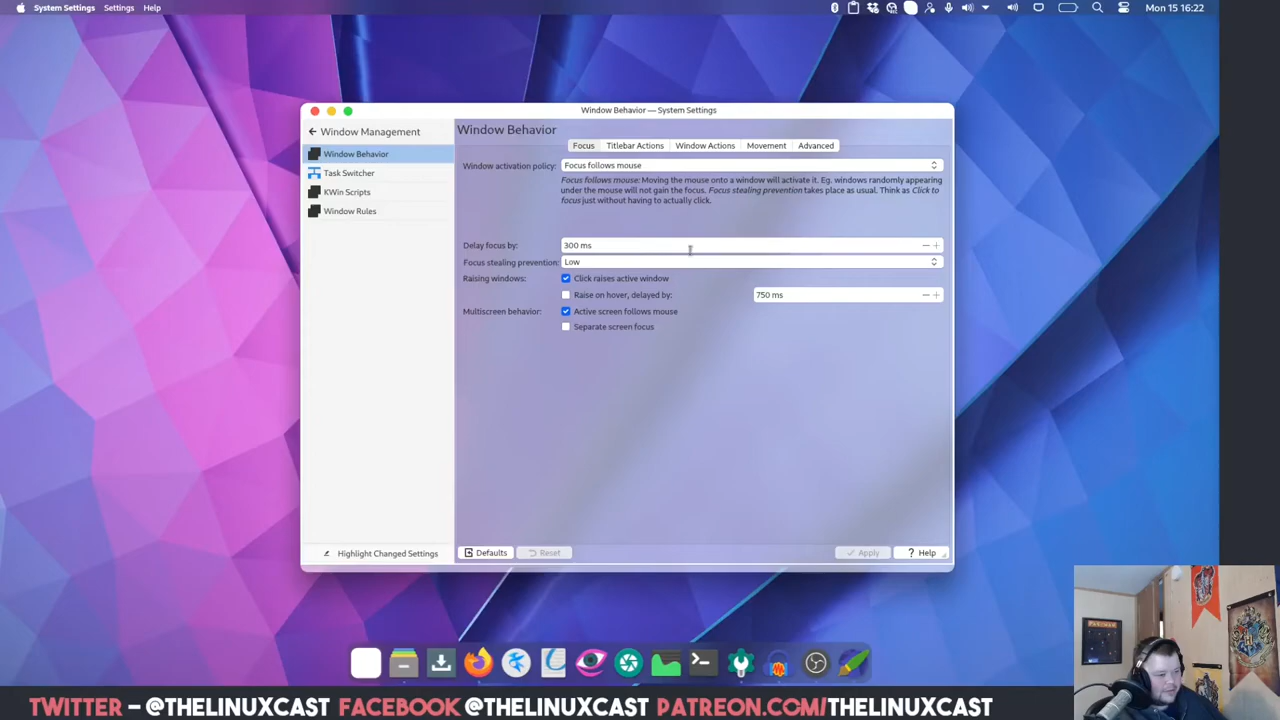 System Settings Settings Help Mon 15 16:22
Window Behavior — System Settings
Window Management
Window Behavior
Task Switcher
KWin Scripts
Window Rules
Highlight Changed Settings
Window Behavior
Focus Titlebar Actions Window Actions Movement Advanced
Window activation policy: Focus follows mouse
Focus follows mouse: Moving the mouse onto a window will activate it. Eg. windows randomly appearing
under the mouse will not gain the focus. Focus stealing prevention takes place as usual. Think as Click to
focus just without having to actually click.
Delay focus by: 300 ms
Focus stealing prevention: Low
Raising windows: Click raises active window
Raise on hover, delayed by: 750 ms
Multiscreen behavior: Active screen follows mouse
Separate screen focus
Defaults Reset Apply Help
TWITTER – @THELINUXCAST FACEBOOK @THELINUXCAST PATREON.COM/THELINUXCAST